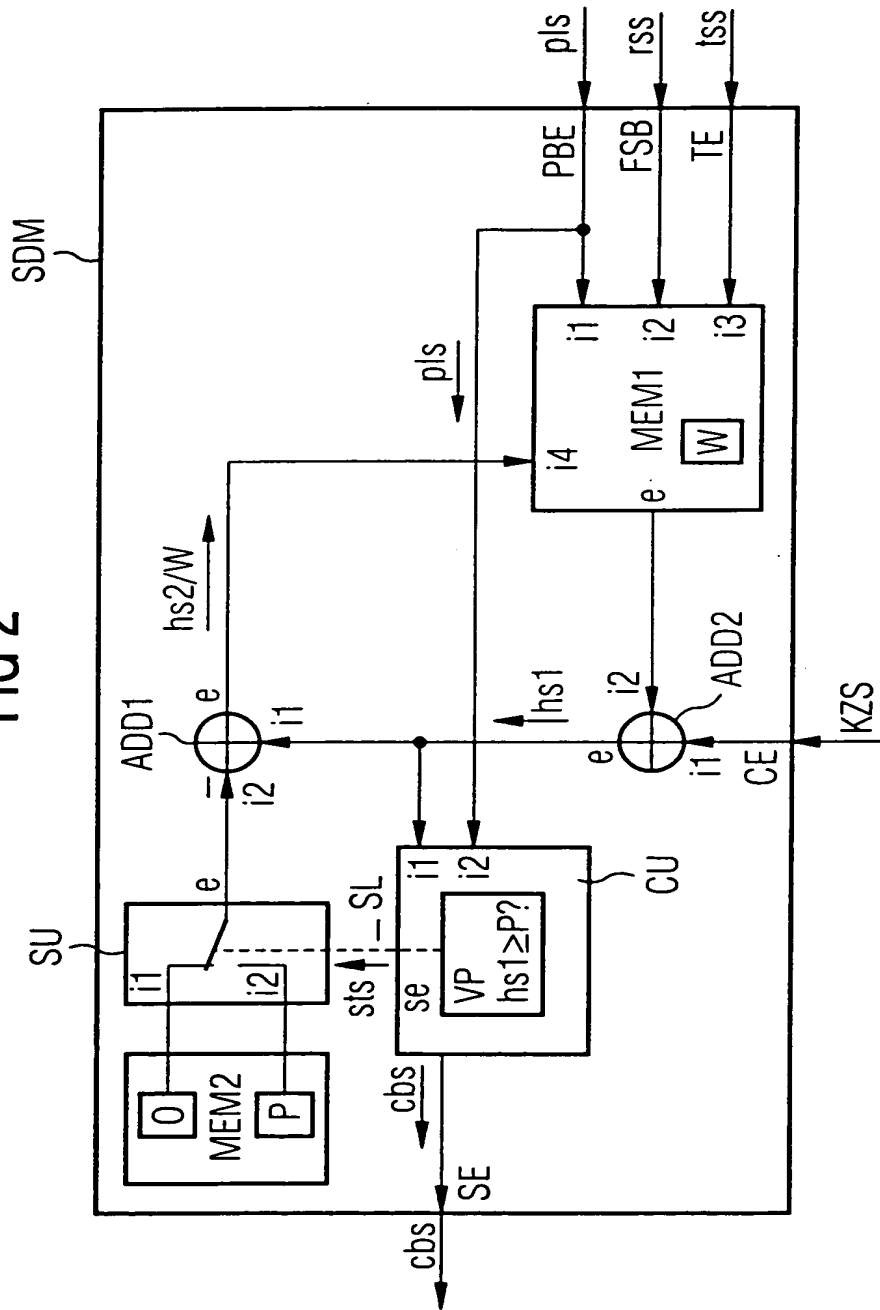 FIG 2
SDM
pls
rss
tss
PBE
FSB
TE
pls
i1
i2
i3
i4
MEM1
W
e
hs2/W
ADD1
e
i1
–
i2
hs1
e
i2
ADD2
i1
CE
KZS
SU
e
i1
i2
O
MEM2
P
SL
sts
i1
i2
se
VP
hs1≥P?
CU
cbs
SE
cbs